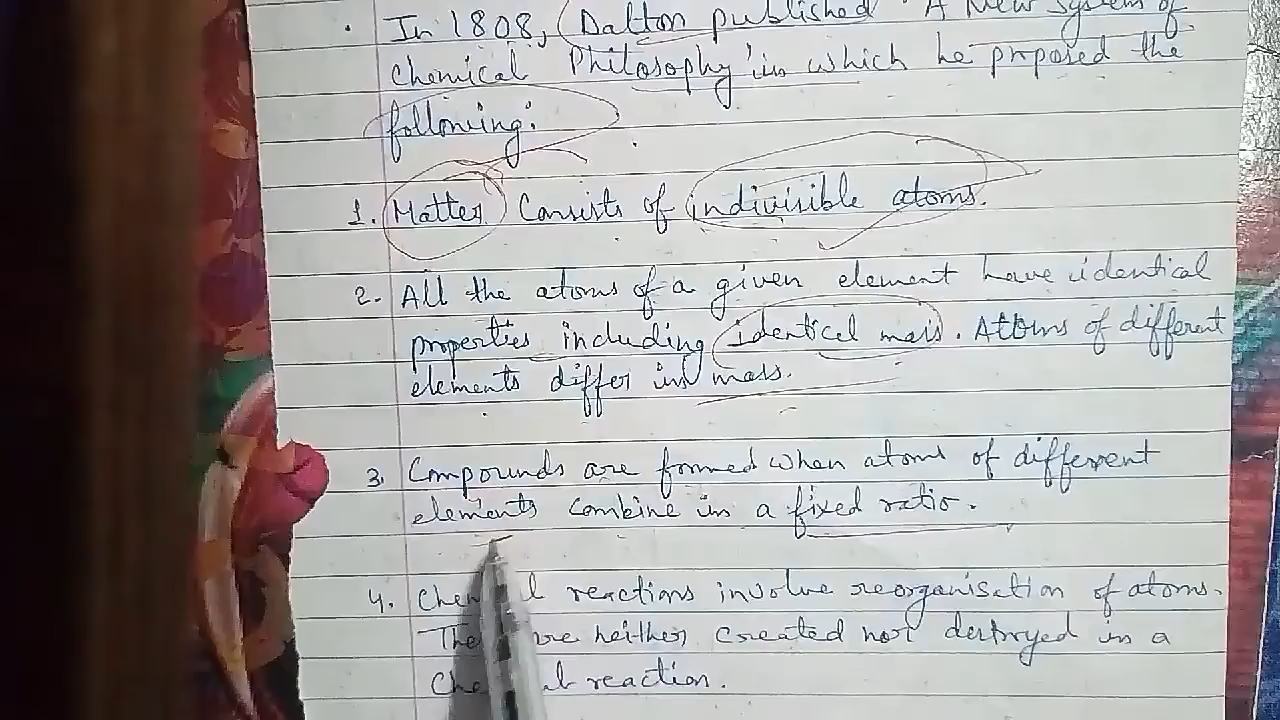 . In 1808, (Dalton published 'A New System of
Chemical Philosophy' in which he proposed the
following:
1. Matter Consists of indivisible atoms.
2. All the atoms of a given element have identical
properties including identical mass. Atoms of different
elements differ in mass.
3. Compounds are formed when atoms of different
elements combine in a fixed ratio.
4. reactions involve reorganisation of atoms.
neither created nor destroyed in a
reaction.